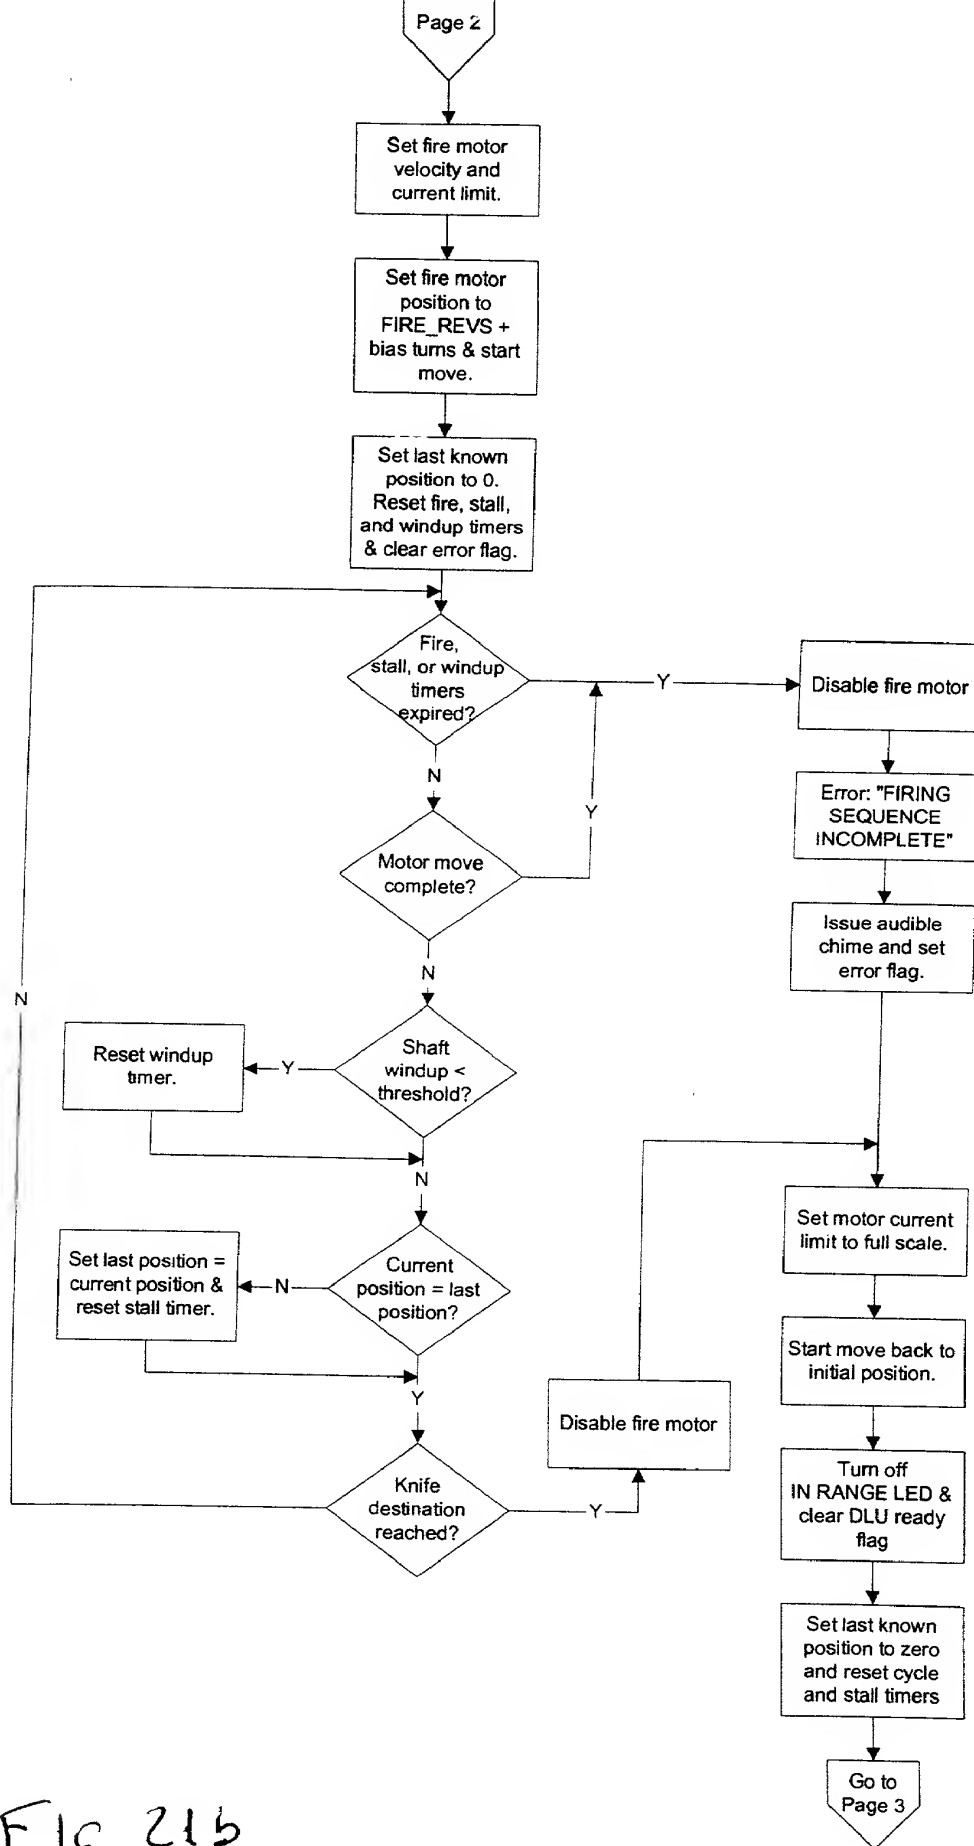 Page 2
Set fire motor
velocity and
current limit.
Set fire motor
position to
FIRE_REVS +
bias turns & start
move.
Set last known
position to 0.
Reset fire, stall,
and windup timers
& clear error flag.
Fire,
stall, or windup
timers
expired?
Y
Disable fire motor
N
Error: "FIRING
SEQUENCE
INCOMPLETE"
Y
Motor move
complete?
Issue audible
chime and set
error flag.
N
N
Shaft
windup <
threshold?
Y
Reset windup
timer.
N
Set motor current
limit to full scale.
Current
position = last
position?
N
Set last position =
current position &
reset stall timer.
Start move back to
initial position.
Y
Disable fire motor
Knife
destination
reached?
Y
Turn off
IN RANGE LED &
clear DLU ready
flag
Set last known
position to zero
and reset cycle
and stall timers
Go to
Page 3
FIG 21b